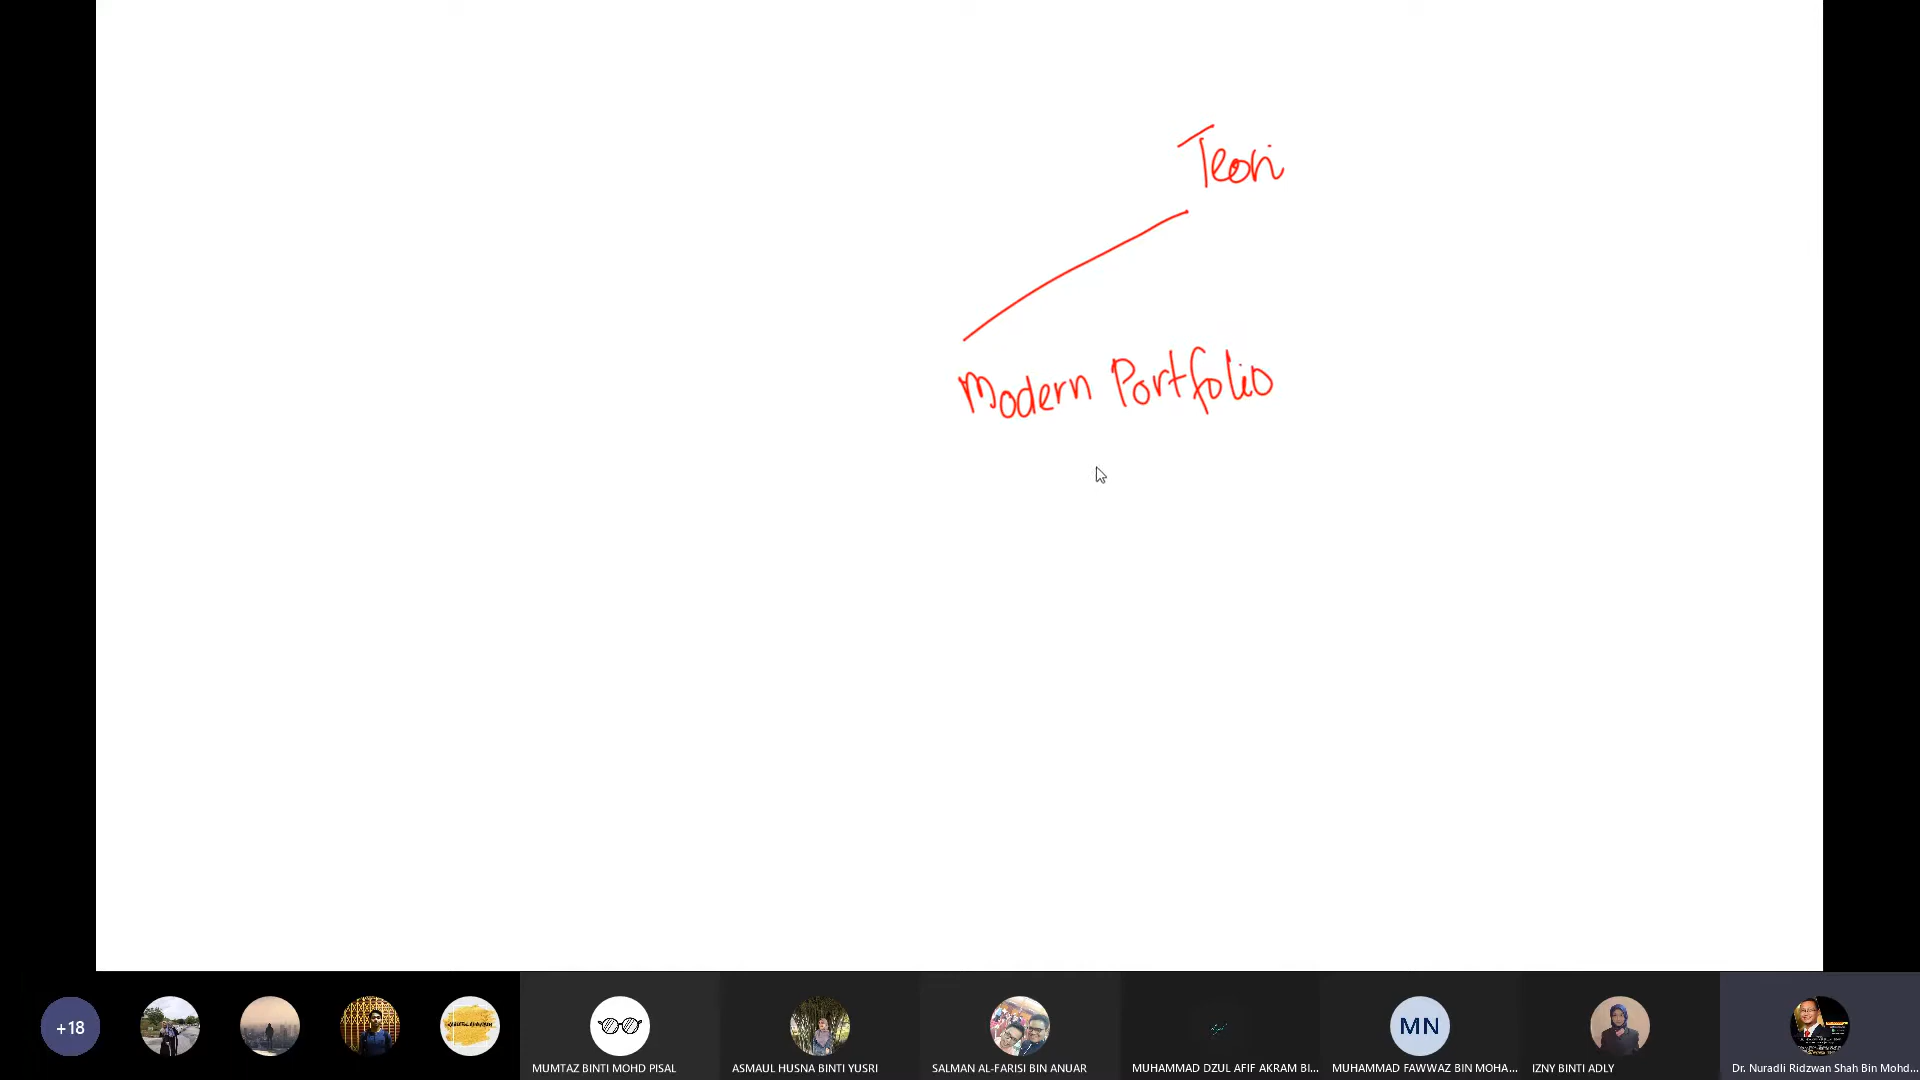 Teori
Modern Portfolio
+18
MUMTAZ BINTI MOHD PISAL
ASMAUL HUSNA BINTI YUSRI
SALMAN AL-FARISI BIN ANUAR
MUHAMMAD DZUL AFIF AKRAM BI...
MN
MUHAMMAD FAWWAZ BIN MOHA...
IZNY BINTI ADLY
Dr. Nuradli Ridzwan Shah Bin Mohd...